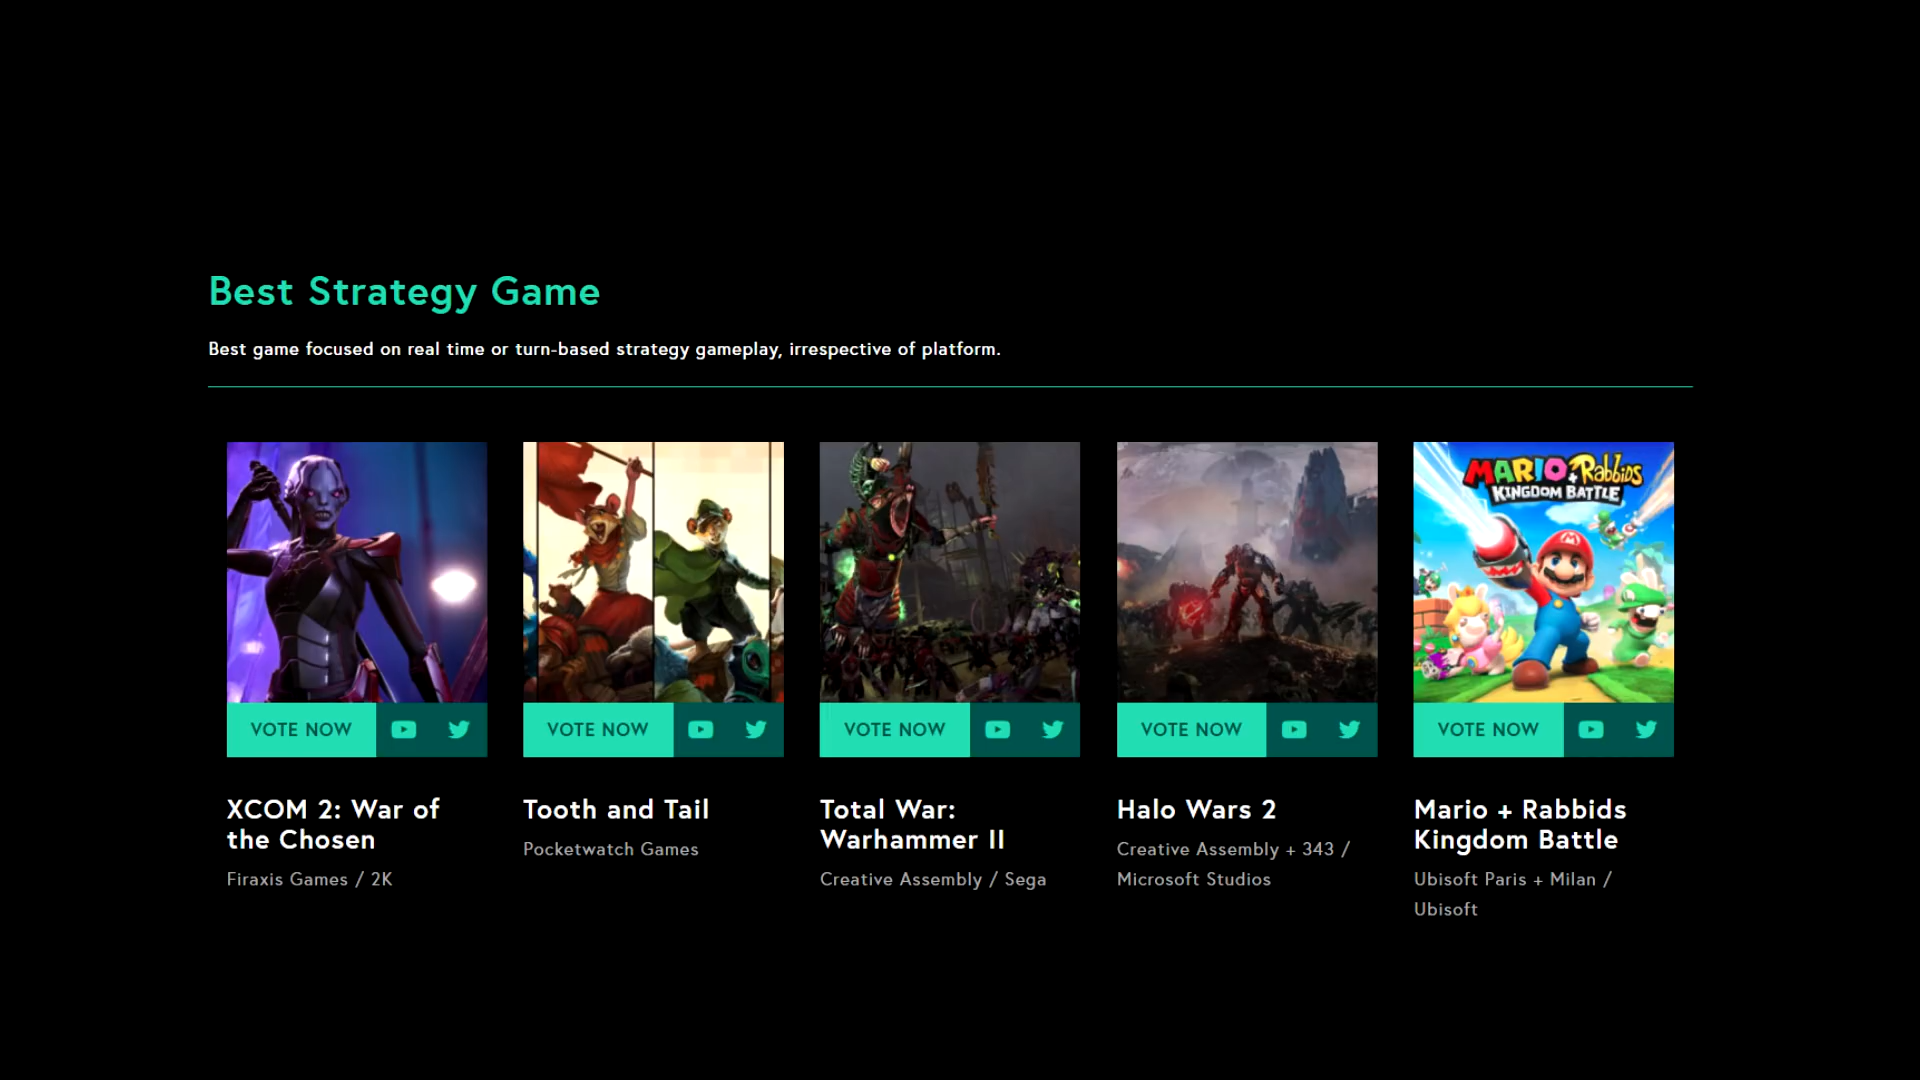 Best Strategy Game
Best game focused on real time or turn-based strategy gameplay, irrespective of platform.
MARIO + Rabbids
KINGDOM BATTLE
M
VOTE NOW
VOTE NOW
VOTE NOW
VOTE NOW
VOTE NOW
XCOM 2: War of
the Chosen
Firaxis Games / 2K
Tooth and Tail
Pocketwatch Games
Total War:
Warhammer II
Creative Assembly / Sega
Halo Wars 2
Creative Assembly + 343 /
Microsoft Studios
Mario + Rabbids
Kingdom Battle
Ubisoft Paris + Milan /
Ubisoft